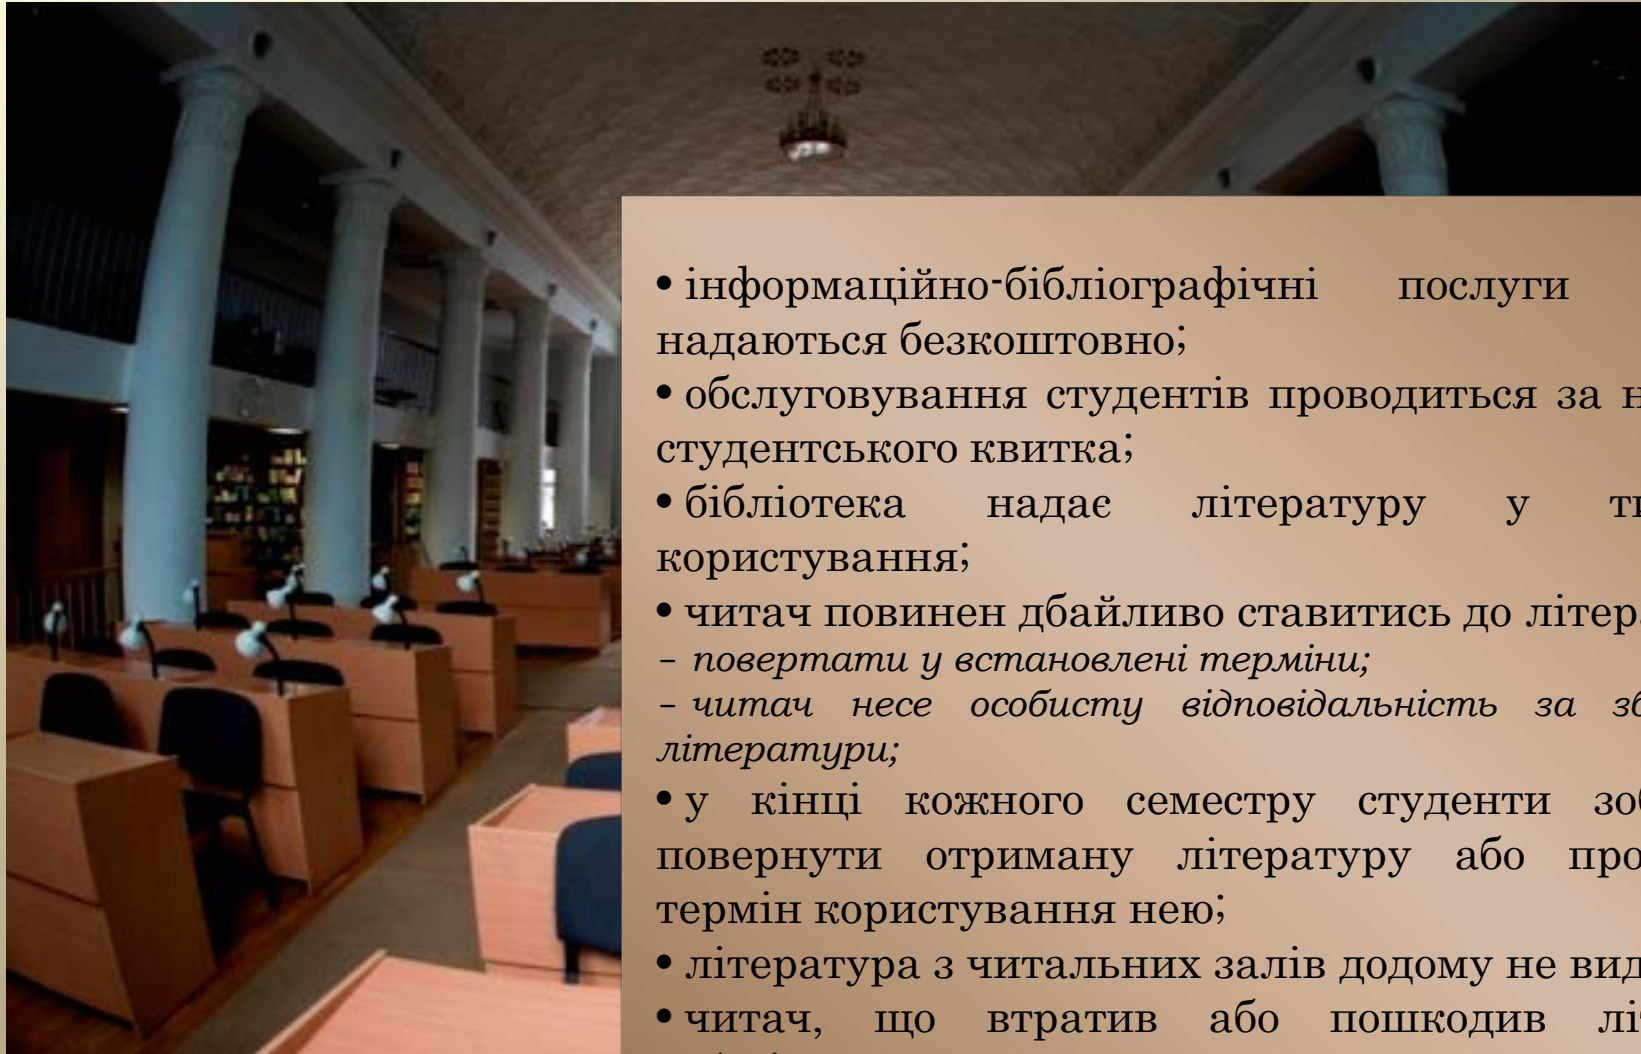 • інформаційно-бібліографічні послуги
надаються безкоштовно;
• обслуговування студентів проводиться за
студентського квитка;
• бібліотека надає літературу у
користування;
• читач повинен дбайливо ставитись до
– повертати у встановлені терміни;
– читач несе особисту відповідальність за
літератури;
• у кінці кожного семестру студенти
повернути отриману літературу або
термін користування нею;
• література з читальних залів додому не
• читач, що втратив або пошкодив